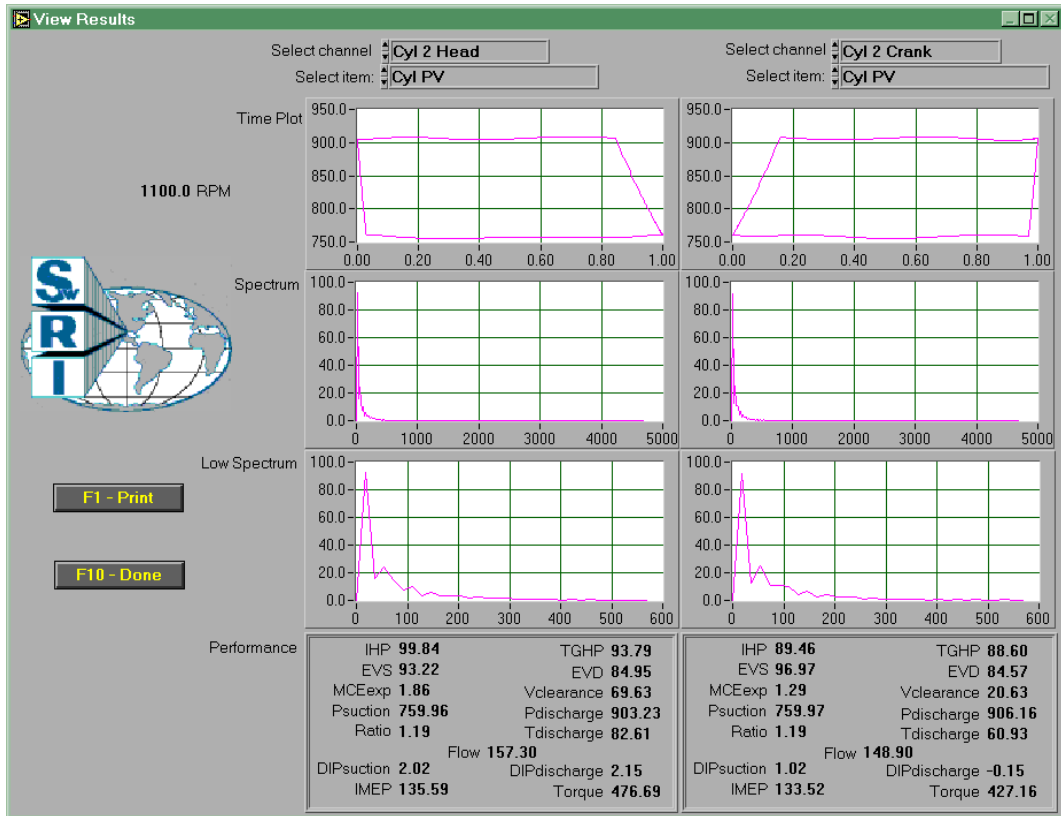 View Results
Select channel Cyl 2 Head Select channel Cyl 2 Crank
Select item: Cyl PV Select item: Cyl PV
Time Plot
950.0 900.0 850.0 800.0 750.0
0.00 0.20 0.40 0.60 0.80 1.00
950.0 900.0 850.0 800.0 750.0
0.00 0.20 0.40 0.60 0.80 1.00
1100.0 RPM
Sw
R
I
Spectrum
100.0 80.0 60.0 40.0 20.0 0.0
0 1000 2000 3000 4000 5000
100.0 80.0 60.0 40.0 20.0 0.0
0 1000 2000 3000 4000 5000
Low Spectrum
100.0 80.0 60.0 40.0 20.0 0.0
0 100 200 300 400 500 600
100.0 80.0 60.0 40.0 20.0 0.0
0 100 200 300 400 500 600
F1 - Print
F10 - Done
Performance
IHP 99.84 TGHP 93.79
EVS 93.22 EVD 84.95
MCEexp 1.86 Vclearance 69.63
Psuction 759.96 Pdischarge 903.23
Ratio 1.19 Tdischarge 82.61
Flow 157.30
DIPsuction 2.02 DIPdischarge 2.15
IMEP 135.59 Torque 476.69
IHP 89.46 TGHP 88.60
EVS 96.97 EVD 84.57
MCEexp 1.29 Vclearance 20.63
Psuction 759.97 Pdischarge 906.16
Ratio 1.19 Tdischarge 60.93
Flow 148.90
DIPsuction 1.02 DIPdischarge -0.15
IMEP 133.52 Torque 427.16